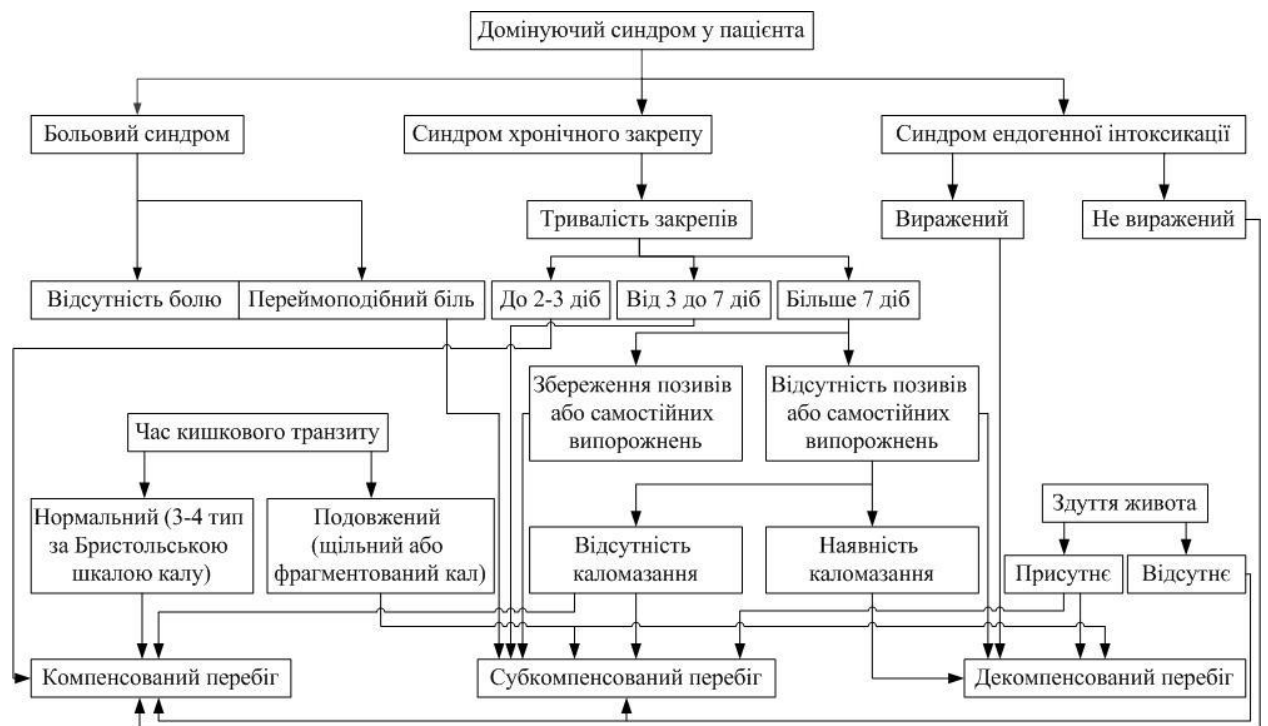 Домінуючий синдром у пацієнта
Больовий синдром
Синдром хронічного закрепу
Синдром ендогенної інтоксикації
Тривалість закрепів
Виражений
Не виражений
Відсутність болю
Переймоподібний біль
До 2-3 діб
Від 3 до 7 діб
Більше 7 діб
Збереження позивів
або самостійних
випорожнень
Відсутність позивів
або самостійних
випорожнень
Час кишкового транзиту
Нормальний (3-4 тип
за Бристольською
шкалою калу)
Подовжений
(щільний або
фрагментований кал)
Відсутність
каломазання
Наявність
каломазання
Здуття живота
Присутнє
Відсутнє
Компенсований перебіг
Субкомпенсований перебіг
Декомпенсований перебіг